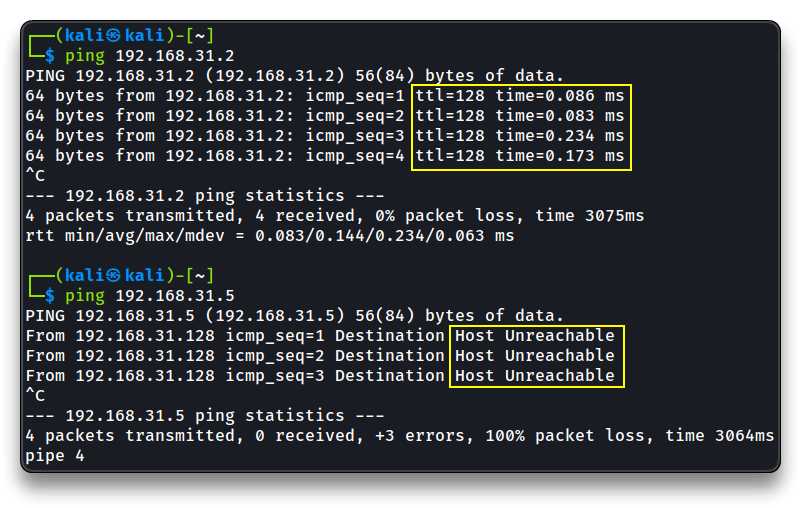 ┌──(kali㉿kali)-[~]
└─$ ping 192.168.31.2
PING 192.168.31.2 (192.168.31.2) 56(84) bytes of data.
64 bytes from 192.168.31.2: icmp_seq=1 ttl=128 time=0.086 ms
64 bytes from 192.168.31.2: icmp_seq=2 ttl=128 time=0.083 ms
64 bytes from 192.168.31.2: icmp_seq=3 ttl=128 time=0.234 ms
64 bytes from 192.168.31.2: icmp_seq=4 ttl=128 time=0.173 ms
^C
--- 192.168.31.2 ping statistics ---
4 packets transmitted, 4 received, 0% packet loss, time 3075ms
rtt min/avg/max/mdev = 0.083/0.144/0.234/0.063 ms
┌──(kali㉿kali)-[~]
└─$ ping 192.168.31.5
PING 192.168.31.5 (192.168.31.5) 56(84) bytes of data.
From 192.168.31.128 icmp_seq=1 Destination Host Unreachable
From 192.168.31.128 icmp_seq=2 Destination Host Unreachable
From 192.168.31.128 icmp_seq=3 Destination Host Unreachable
^C
--- 192.168.31.5 ping statistics ---
4 packets transmitted, 0 received, +3 errors, 100% packet loss, time 3064ms
pipe 4